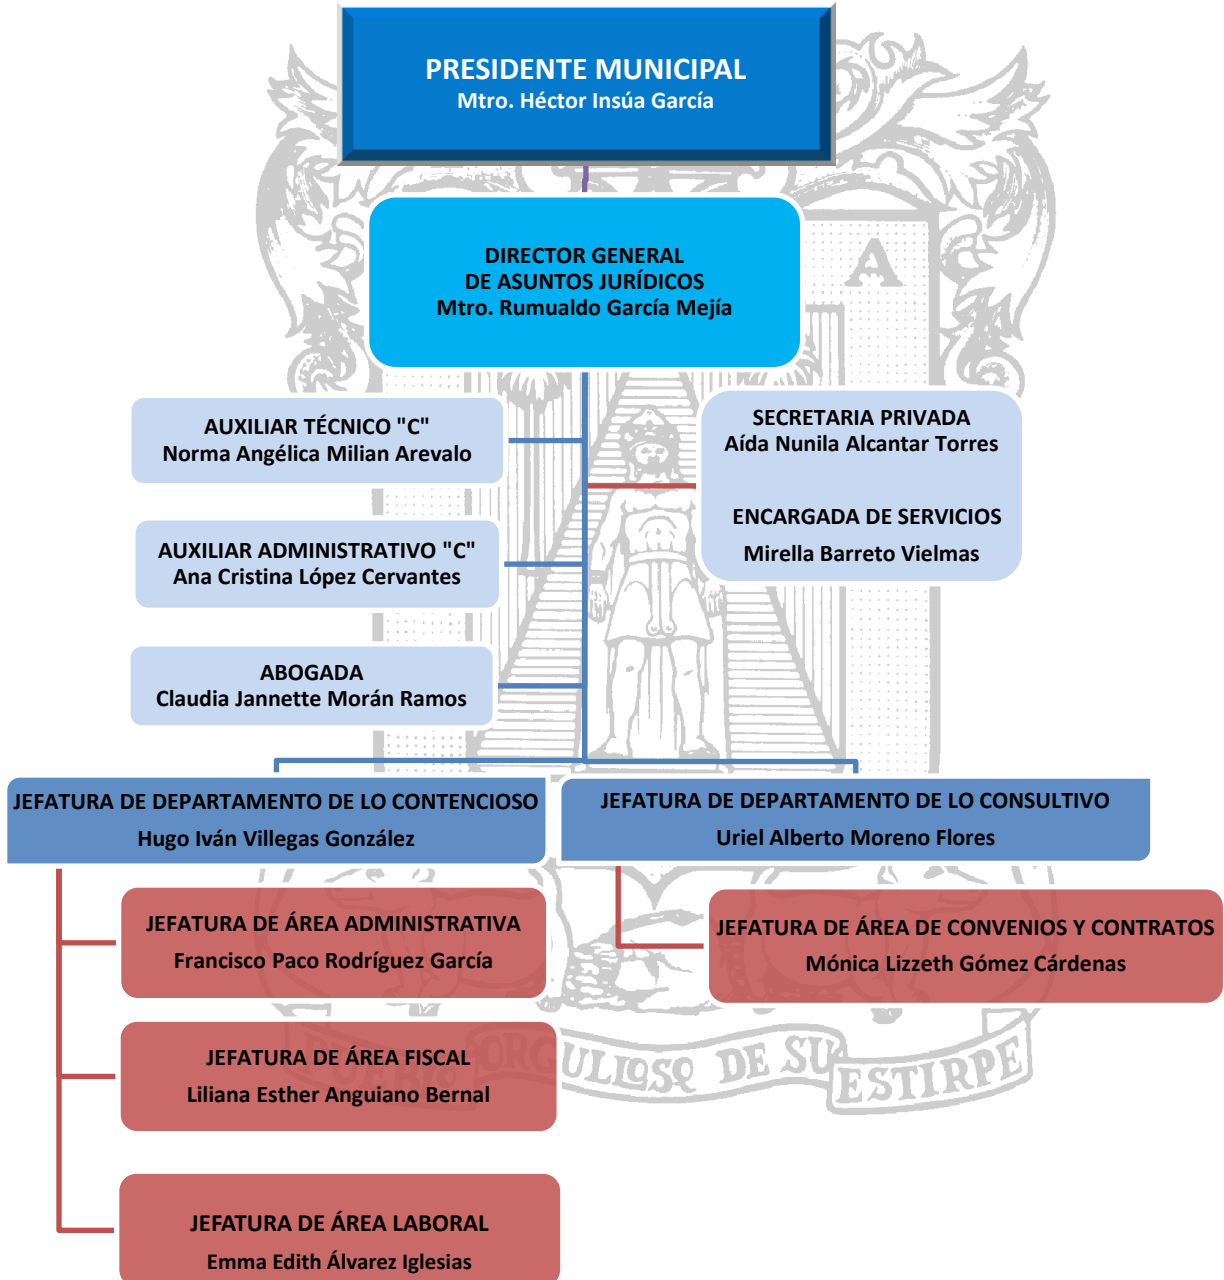 PRESIDENTE MUNICIPAL
Mtro. Héctor Insúa García
DIRECTOR GENERAL
DE ASUNTOS JURÍDICOS
Mtro. Rumualdo García Mejía
AUXILIAR TÉCNICO "C"
Norma Angélica Milian Arevalo
SECRETARIA PRIVADA
Aída Nunila Alcantar Torres
ENCARGADA DE SERVICIOS
Mirella Barreto Vielmas
AUXILIAR ADMINISTRATIVO "C"
Ana Cristina López Cervantes
ABOGADA
Claudia Jannette Morán Ramos
JEFATURA DE DEPARTAMENTO DE LO CONTENCIOSO
Hugo Iván Villegas González
JEFATURA DE DEPARTAMENTO DE LO CONSULTIVO
Uriel Alberto Moreno Flores
JEFATURA DE ÁREA ADMINISTRATIVA
Francisco Paco Rodríguez García
JEFATURA DE ÁREA DE CONVENIOS Y CONTRATOS
Mónica Lizzeth Gómez Cárdenas
JEFATURA DE ÁREA FISCAL
Liliana Esther Anguiano Bernal
JEFATURA DE ÁREA LABORAL
Emma Edith Álvarez Iglesias
A
PUEBLO ORGULLOSO DE SU ESTIRPE